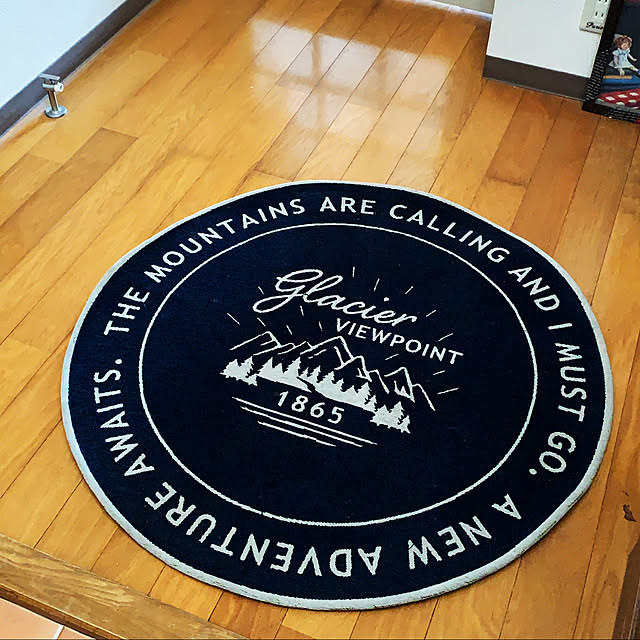 THE MOUNTAINS ARE CALLING AND I MUST GO.
A NEW ADVENTURE AWAITS.
Glacier
VIEWPOINT
1865